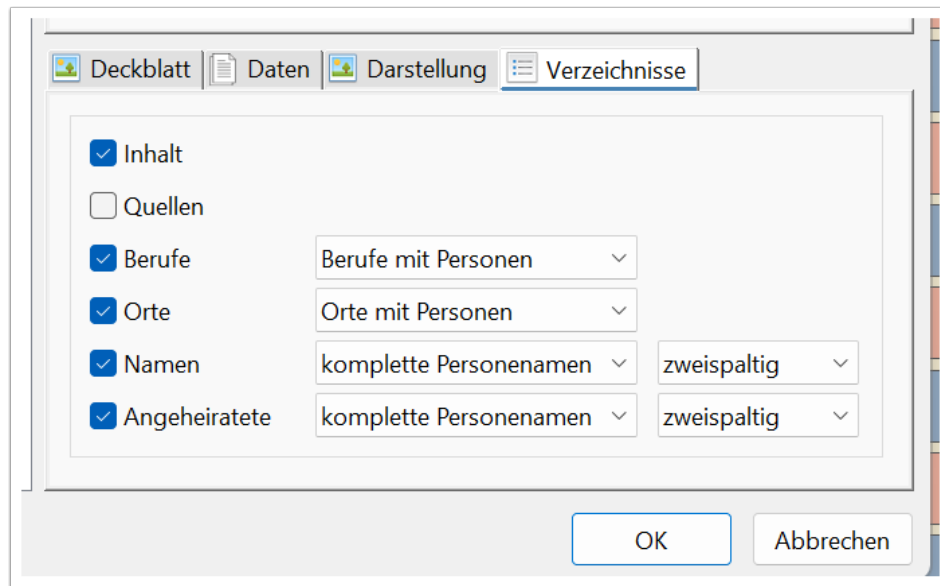 Deckblatt Daten Darstellung Verzeichnisse
Inhalt
Quellen
Berufe Berufe mit Personen
Orte Orte mit Personen
Namen komplette Personenamen zweispaltig
Angeheiratete komplette Personenamen zweispaltig
OK Abbrechen